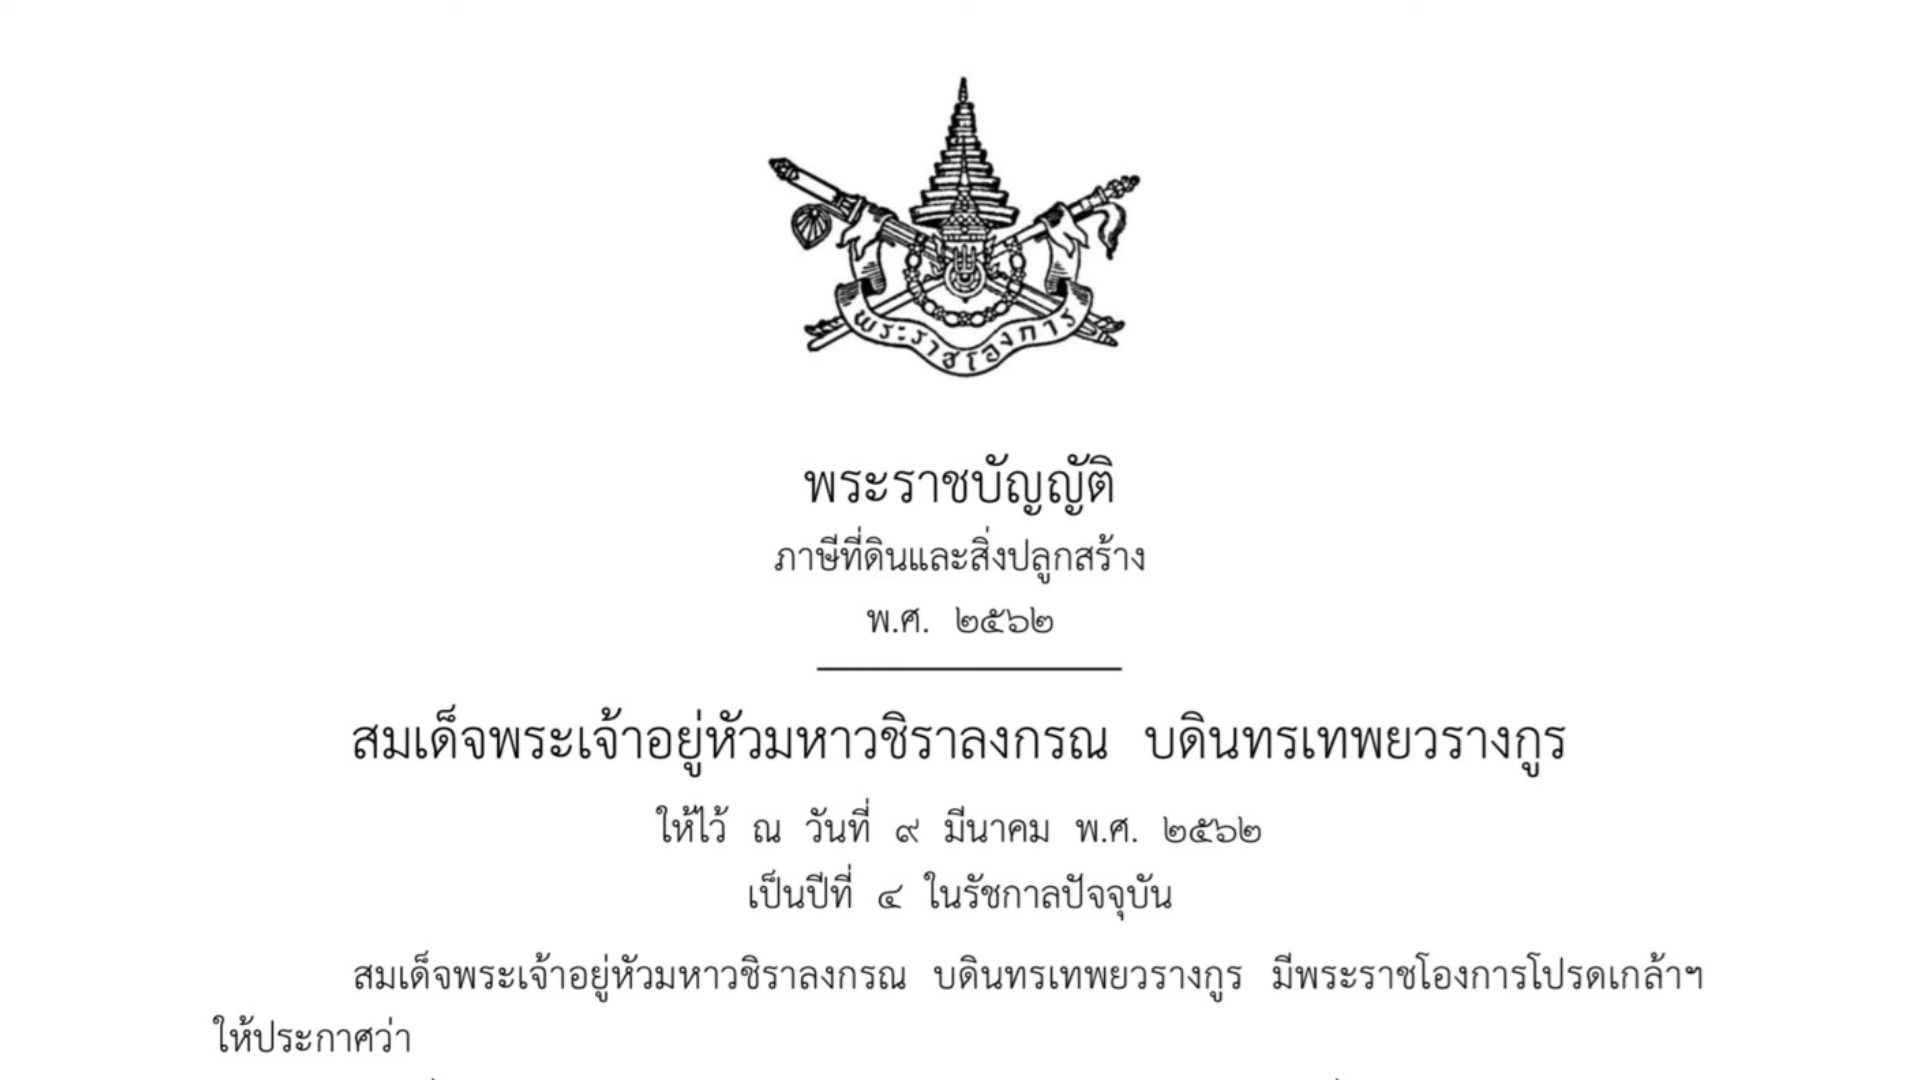 พระราชโองการ
พระราชบัญญัติ
ภาษีที่ดินและสิ่งปลูกสร้าง
พ.ศ. ๒๕๖๒
สมเด็จพระเจ้าอยู่หัวมหาวชิราลงกรณ บดินทรเทพยวรางกูร
ให้ไว้ ณ วันที่ ๙ มีนาคม พ.ศ. ๒๕๖๒
เป็นปีที่ ๔ ในรัชกาลปัจจุบัน
สมเด็จพระเจ้าอยู่หัวมหาวชิราลงกรณ บดินทรเทพยวรางกูร มีพระราชโองการโปรดเกล้าฯ
ให้ประกาศว่า